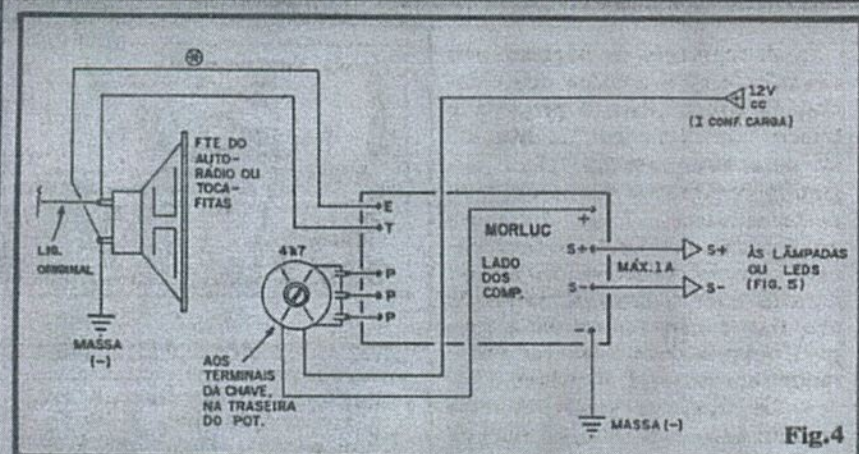 FTE DO
AUTO-
RÁDIO OU
TOCA-
FITAS
LIG.
ORIGINAL
MASSA
(-)
4k7
AOS
TERMINAIS
DA CHAVE,
NA TRASEIRA
DO POT.
E
T
P
P
P
MORLUC
LADO
DOS
COMP.
+
S+
S-
-
MÁX. 1A
12V
CC
(I CONF. CARGA)
S+
S-
ÀS LÂMPADAS
OU LEDS
(FIG. 5)
MASSA (-)
Fig.4